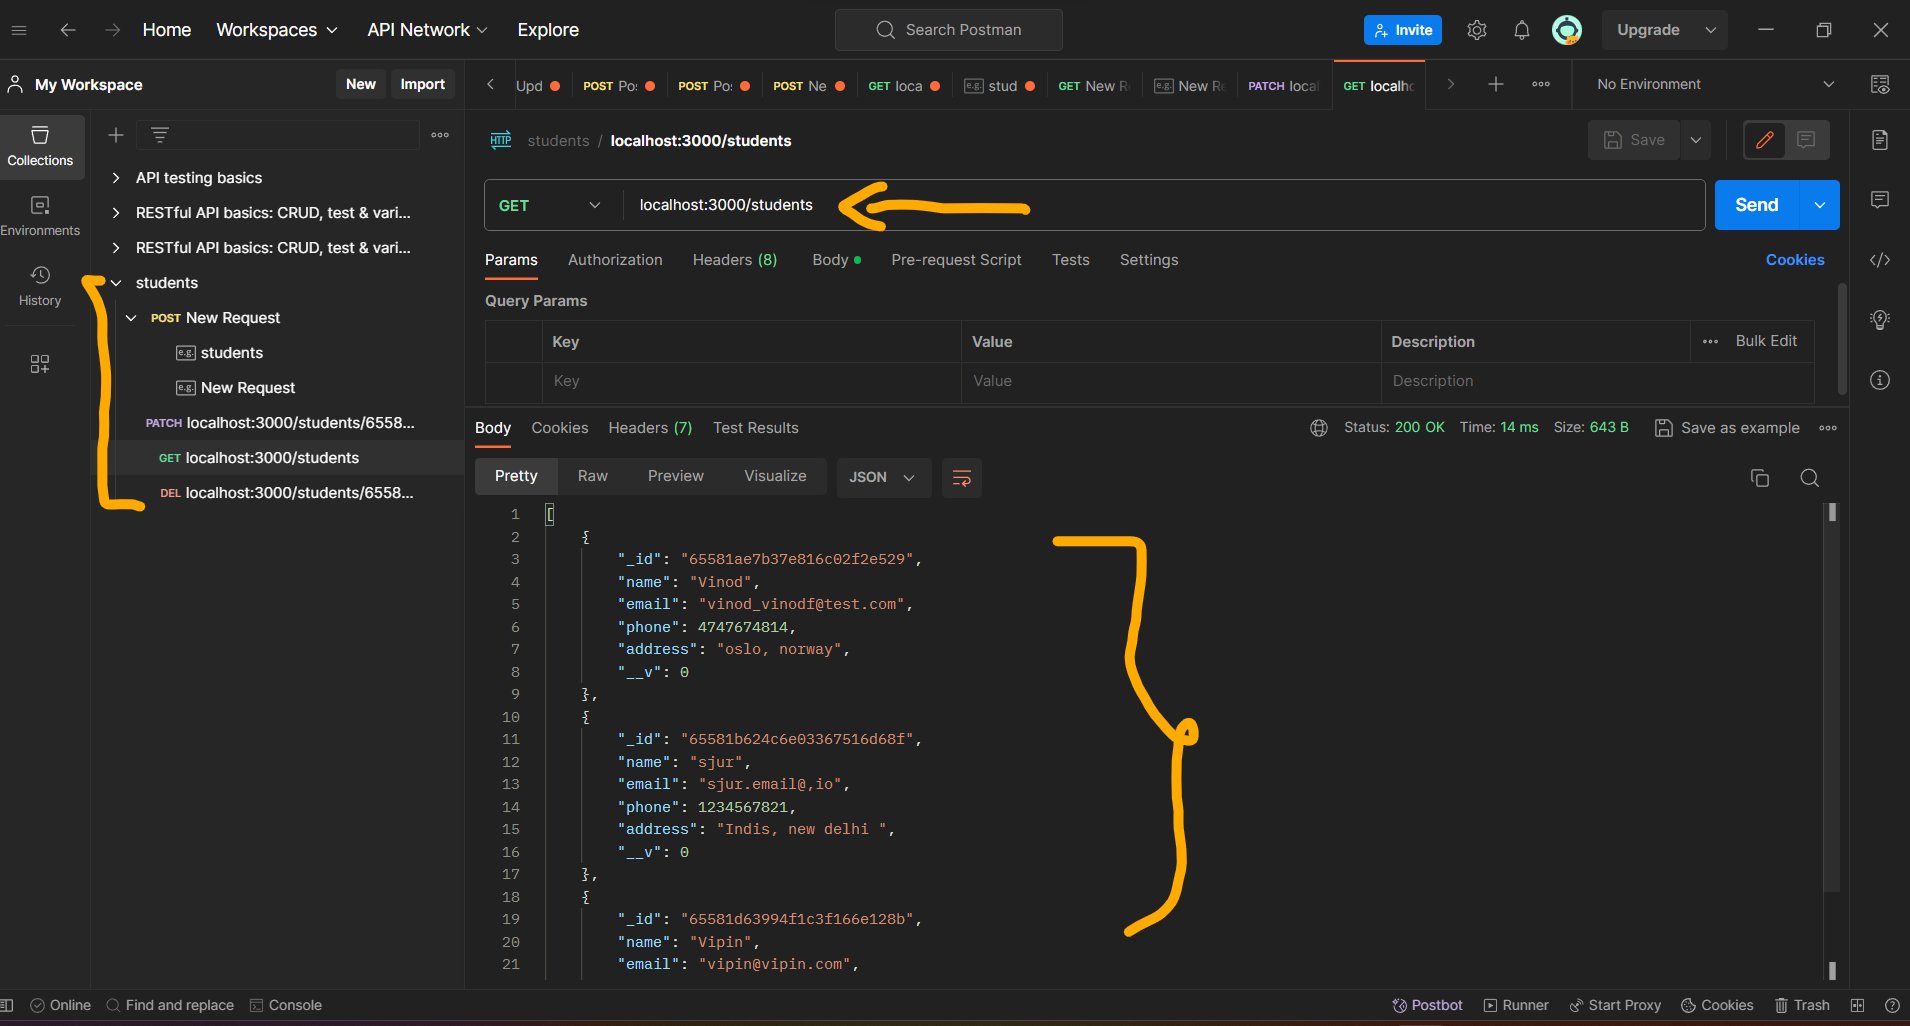 Home Workspaces API Network Explore Search Postman Invite Upgrade
My Workspace New Import Upd POST Po POST Po POST Ne GET loca e.g. stud GET New R e.g. New Re PATCH local GET localho No Environment
Collections
Environments
History
API testing basics
RESTful API basics: CRUD, test & vari...
RESTful API basics: CRUD, test & vari...
students
POST New Request
e.g. students
e.g. New Request
PATCH localhost:3000/students/6558...
GET localhost:3000/students
DEL localhost:3000/students/6558...
HTTP students / localhost:3000/students Save
GET localhost:3000/students Send
Params Authorization Headers (8) Body Pre-request Script Tests Settings Cookies
Query Params
Key Value Description Bulk Edit
Key Value Description
Body Cookies Headers (7) Test Results Status: 200 OK Time: 14 ms Size: 643 B Save as example
Pretty Raw Preview Visualize JSON
1 [
2 {
3 "_id": "65581ae7b37e816c02f2e529",
4 "name": "Vinod",
5 "email": "vinod_vinodf@test.com",
6 "phone": 4747674814,
7 "address": "oslo, norway",
8 "__v": 0
9 },
10 {
11 "_id": "65581b624c6e03367516d68f",
12 "name": "sjur",
13 "email": "sjur.email@,io",
14 "phone": 1234567821,
15 "address": "Indis, new delhi ",
16 "__v": 0
17 },
18 {
19 "_id": "65581d63994f1c3f166e128b",
20 "name": "Vipin",
21 "email": "vipin@vipin.com",
Online Find and replace Console Postbot Runner Start Proxy Cookies Trash